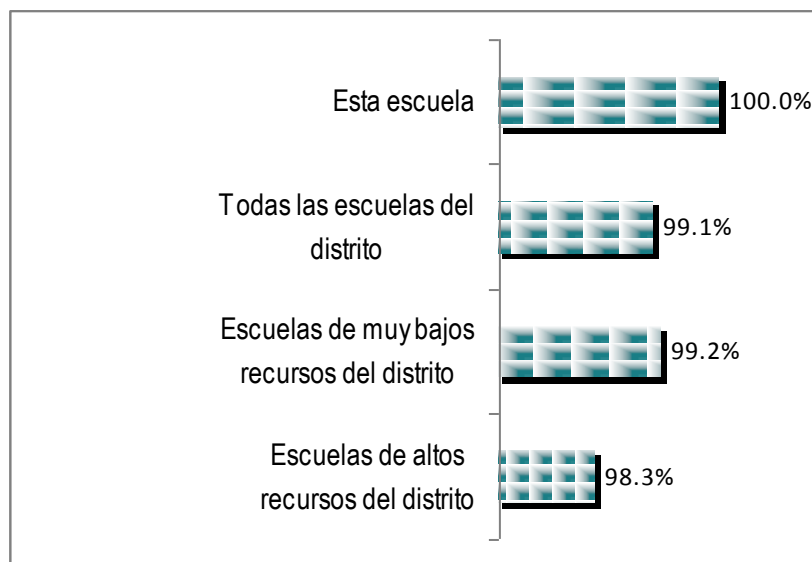 Esta escuela
100.0%
Todas las escuelas del
distrito
99.1%
Escuelas de muy bajos
recursos del distrito
99.2%
Escuelas de altos
recursos del distrito
98.3%